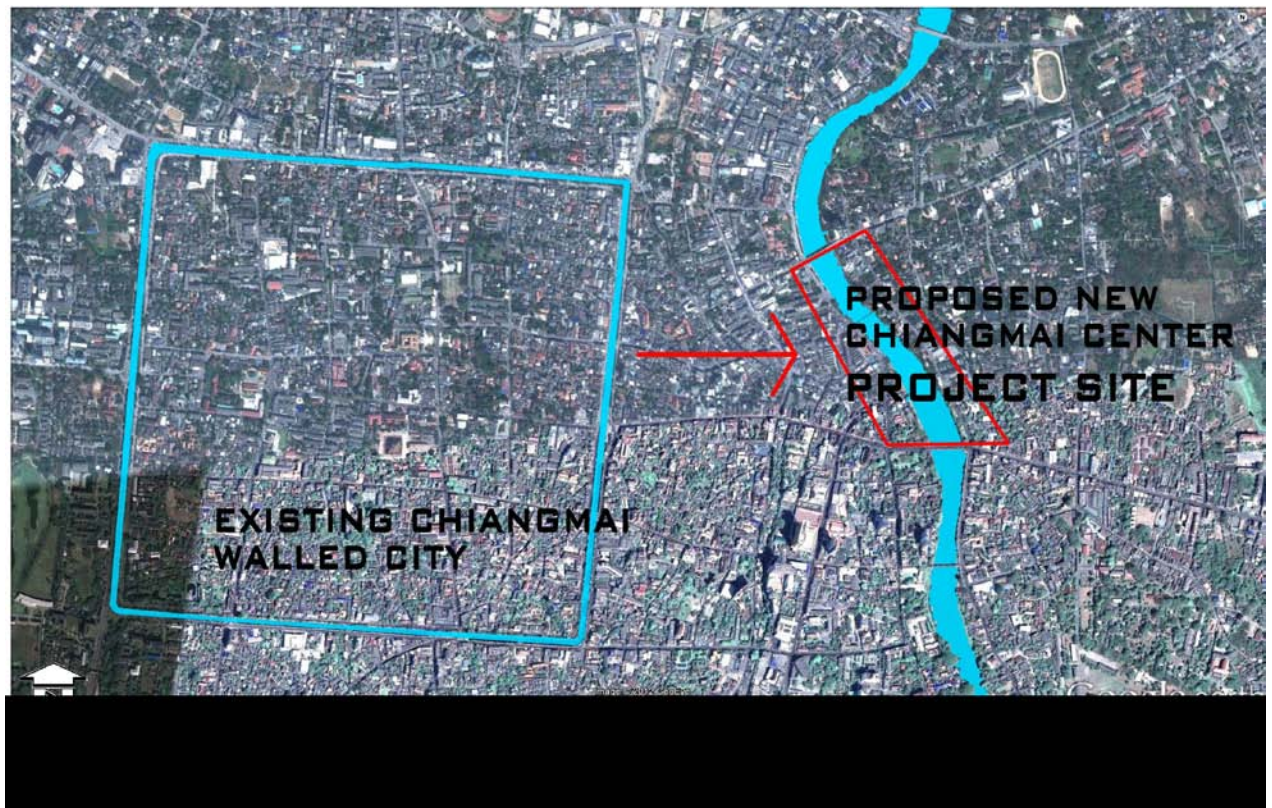 PROPOSED NEW
CHIANGMAI CENTER
PROJECT SITE
EXISTING CHIANGMAI
WALLED CITY